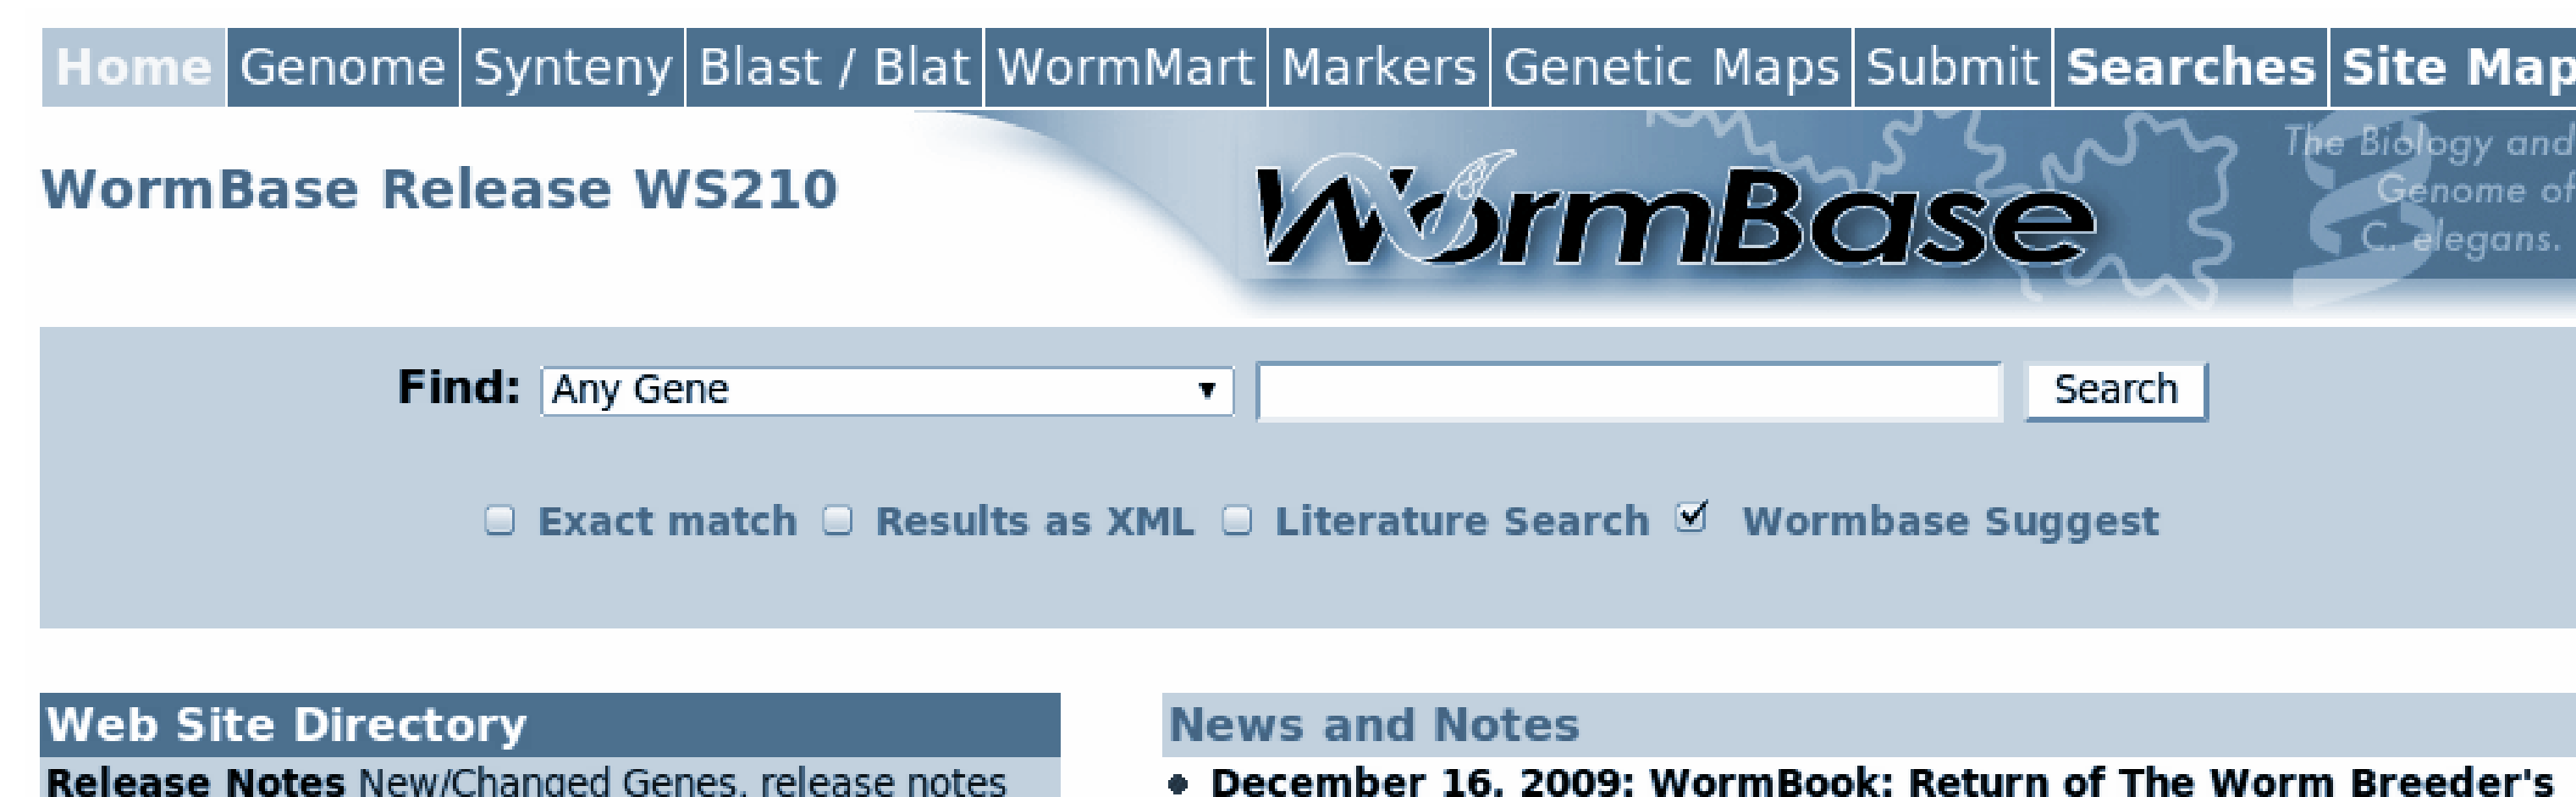 Home Genome Synteny Blast / Blat WormMart Markers Genetic Maps Submit Searches Site Map
WormBase Release WS210
WormBase
The Biology and
Genome of
C. elegans.
Find: Any Gene Search
Exact match Results as XML Literature Search Wormbase Suggest
Web Site Directory
News and Notes
Release Notes New/Changed Genes, release notes
• December 16, 2009: WormBook: Return of The Worm Breeder's